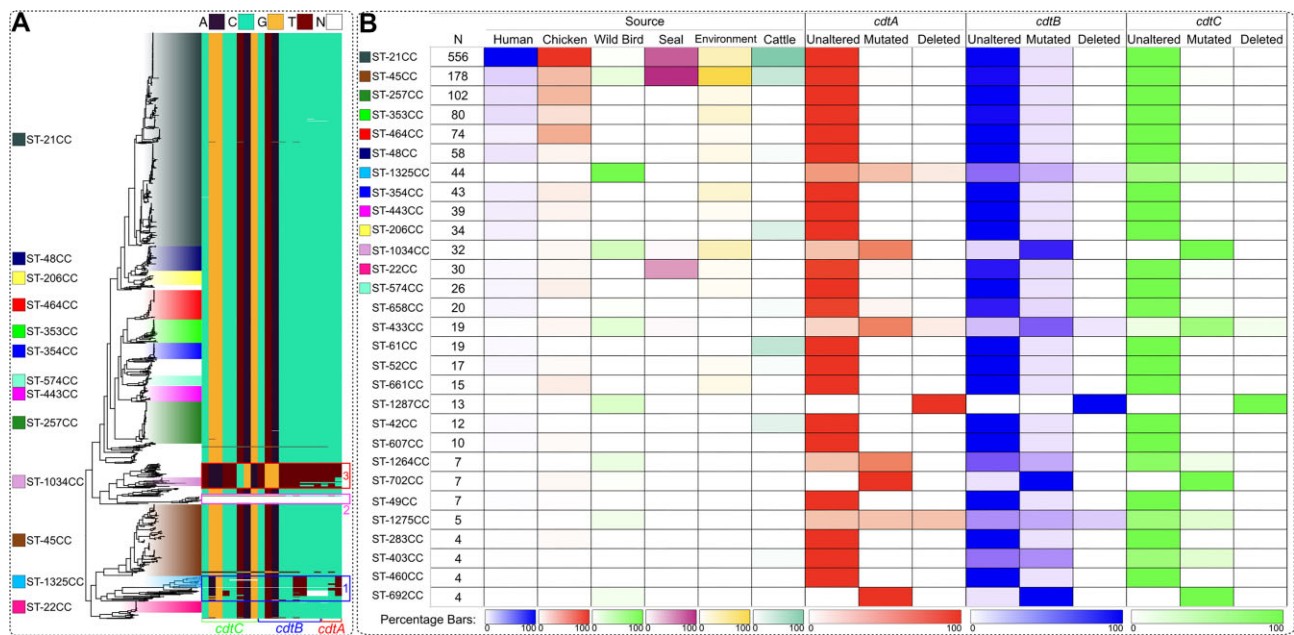 A
A C G T N
ST-21CC
ST-48CC
ST-206CC
ST-464CC
ST-353CC
ST-354CC
ST-574CC
ST-443CC
ST-257CC
ST-1034CC
ST-45CC
ST-1325CC
ST-22CC
3
2
1
cdtC cdtB cdtA
B
Source cdtA cdtB cdtC
N Human Chicken Wild Bird Seal Environment Cattle Unaltered Mutated Deleted Unaltered Mutated Deleted Unaltered Mutated Deleted
ST-21CC 556
ST-45CC 178
ST-257CC 102
ST-353CC 80
ST-464CC 74
ST-48CC 58
ST-1325CC 44
ST-354CC 43
ST-443CC 39
ST-206CC 34
ST-1034CC 32
ST-22CC 30
ST-574CC 26
ST-658CC 20
ST-433CC 19
ST-61CC 19
ST-52CC 17
ST-661CC 15
ST-1287CC 13
ST-42CC 12
ST-607CC 10
ST-1264CC 7
ST-702CC 7
ST-49CC 7
ST-1275CC 5
ST-283CC 4
ST-403CC 4
ST-460CC 4
ST-692CC 4
Percentage Bars: 0 100 0 100 0 100 0 100 0 100 0 100 0 100 0 100 0 100